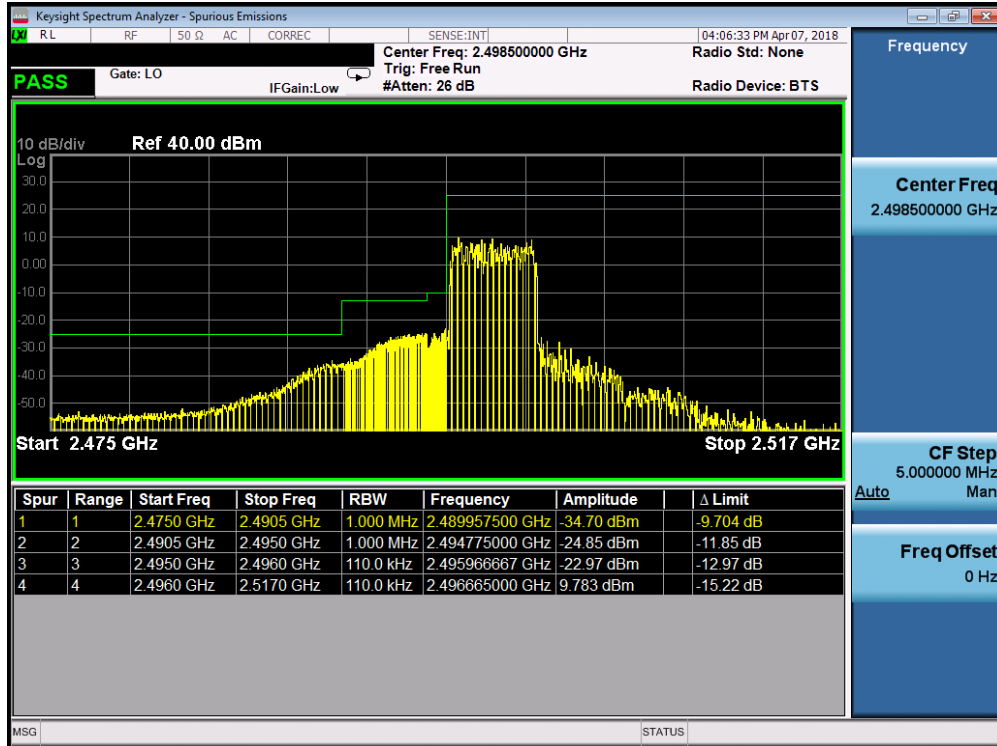 Keysight Spectrum Analyzer - Spurious Emissions
LXI RL RF 50 Ω AC CORREC SENSE:INT 04:06:33 PM Apr 07, 2018
Center Freq: 2.498500000 GHz Radio Std: None
PASS Gate: LO Trig: Free Run
IFGain:Low #Atten: 26 dB Radio Device: BTS
10 dB/div Ref 40.00 dBm
Log
30.0
20.0
10.0
0.00
-10.0
-20.0
-30.0
-40.0
-50.0
Start 2.475 GHz Stop 2.517 GHz
Spur Range Start Freq Stop Freq RBW Frequency Amplitude Δ Limit
1 1 2.4750 GHz 2.4905 GHz 1.000 MHz 2.489957500 GHz -34.70 dBm -9.704 dB
2 2 2.4905 GHz 2.4950 GHz 1.000 MHz 2.494775000 GHz -24.85 dBm -11.85 dB
3 3 2.4950 GHz 2.4960 GHz 110.0 kHz 2.495966667 GHz -22.97 dBm -12.97 dB
4 4 2.4960 GHz 2.5170 GHz 110.0 kHz 2.496665000 GHz 9.783 dBm -15.22 dB
Frequency
Center Freq
2.498500000 GHz
CF Step
5.000000 MHz
Auto Man
Freq Offset
0 Hz
MSG STATUS